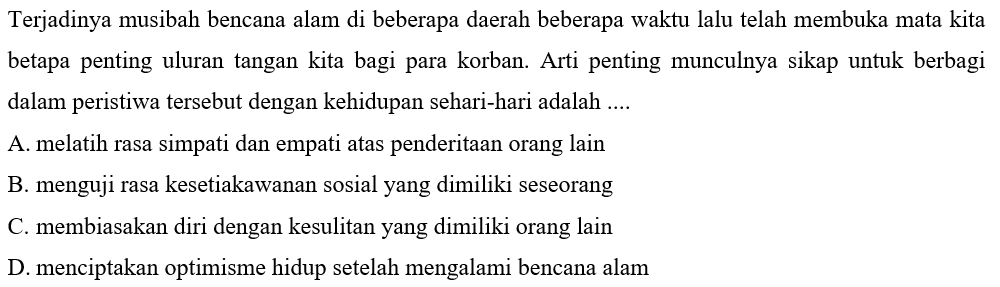 Terjadinya musibah bencana alam di beberapa daerah beberapa waktu lalu telah membuka mata kita
betapa penting uluran tangan kita bagi para korban. Arti penting munculnya sikap untuk berbagi
dalam peristiwa tersebut dengan kehidupan sehari-hari adalah ....
A. melatih rasa simpati dan empati atas penderitaan orang lain
B. menguji rasa kesetiakawanan sosial yang dimiliki seseorang
C. membiasakan diri dengan kesulitan yang dimiliki orang lain
D. menciptakan optimisme hidup setelah mengalami bencana alam